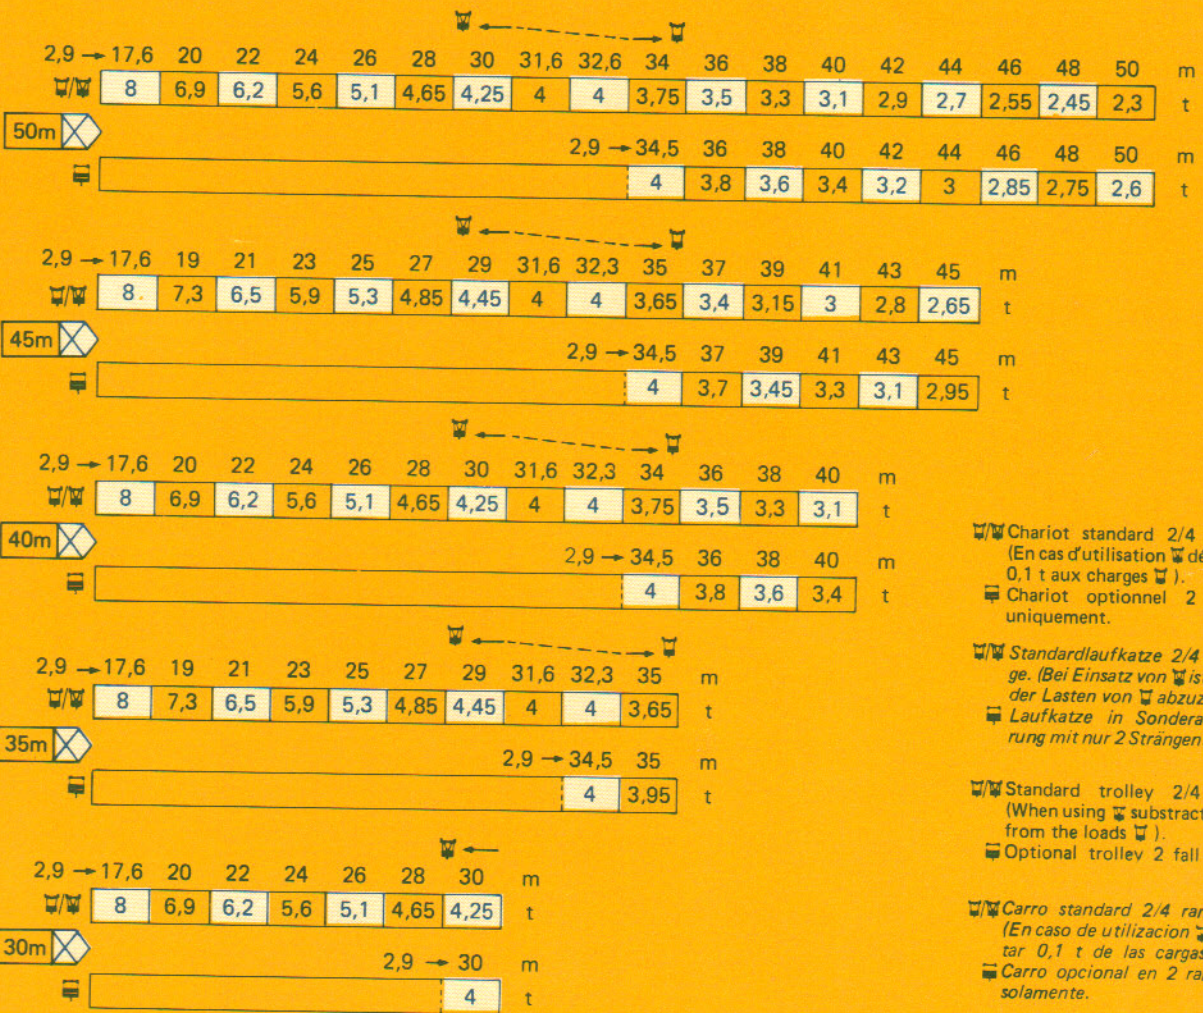 2,9 → 17,6 20 22 24 26 28 30 31,6 32,6 34 36 38 40 42 44 46 48 50 m
8 6,9 6,2 5,6 5,1 4,65 4,25 4 4 3,75 3,5 3,3 3,1 2,9 2,7 2,55 2,45 2,3 t
50m
2,9 → 34,5 36 38 40 42 44 46 48 50 m
4 3,8 3,6 3,4 3,2 3 2,85 2,75 2,6 t
2,9 → 17,6 19 21 23 25 27 29 31,6 32,3 35 37 39 41 43 45 m
8 7,3 6,5 5,9 5,3 4,85 4,45 4 4 3,65 3,4 3,15 3 2,8 2,65 t
45m
2,9 → 34,5 37 39 41 43 45 m
4 3,7 3,45 3,3 3,1 2,95 t
2,9 → 17,6 20 22 24 26 28 30 31,6 32,3 34 36 38 40 m
8 6,9 6,2 5,6 5,1 4,65 4,25 4 4 3,75 3,5 3,3 3,1 t
40m
2,9 → 34,5 36 38 40 m
4 3,8 3,6 3,4 t
2,9 → 17,6 19 21 23 25 27 29 31,6 32,3 35 m
8 7,3 6,5 5,9 5,3 4,85 4,45 4 4 3,65 t
35m
2,9 → 34,5 35 m
4 3,95 t
2,9 → 17,6 20 22 24 26 28 30 m
8 6,9 6,2 5,6 5,1 4,65 4,25 t
30m
2,9 → 30 m
4 t
Chariot standard 2/4
(En cas d'utilisation dé
0,1 t aux charges ).
Chariot optionnel 2
uniquement.
Standardlaufkatze 2/4
ge. (Bei Einsatz von is
der Lasten von abzuz
Laufkatze in Sondera
rung mit nur 2 Strängen
Standard trolley 2/4
(When using substract
from the loads ).
Optional trolley 2 fall
Carro standard 2/4 ram
(En caso de utilizacion
tar 0,1 t de las cargas
Carro opcional en 2 ram
solamente.